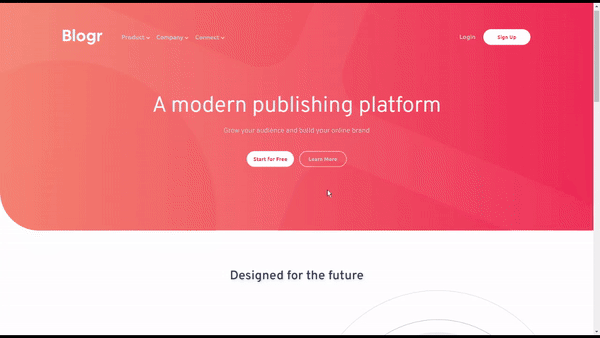 Blogr Product Company Connect Login Sign Up
A modern publishing platform
Grow your audience and build your online brand
Start for Free Learn More
Designed for the future